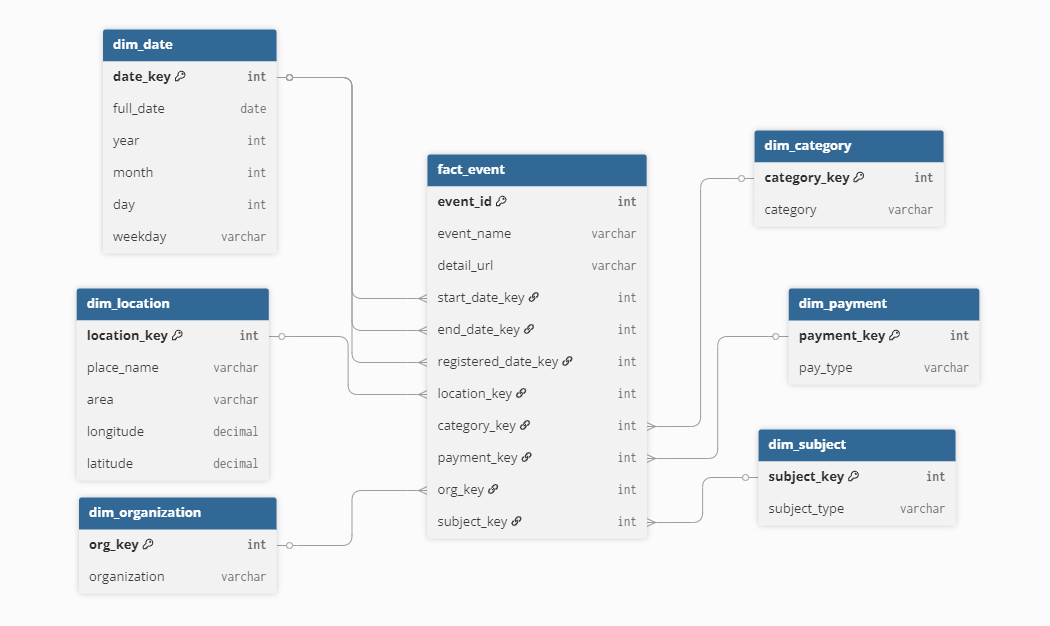 dim_date
date_key int
full_date date
year int
month int
day int
weekday varchar
dim_location
location_key int
place_name varchar
area varchar
longitude decimal
latitude decimal
dim_organization
org_key int
organization varchar
fact_event
event_id int
event_name varchar
detail_url varchar
start_date_key int
end_date_key int
registered_date_key int
location_key int
category_key int
payment_key int
org_key int
subject_key int
dim_category
category_key int
category varchar
dim_payment
payment_key int
pay_type varchar
dim_subject
subject_key int
subject_type varchar